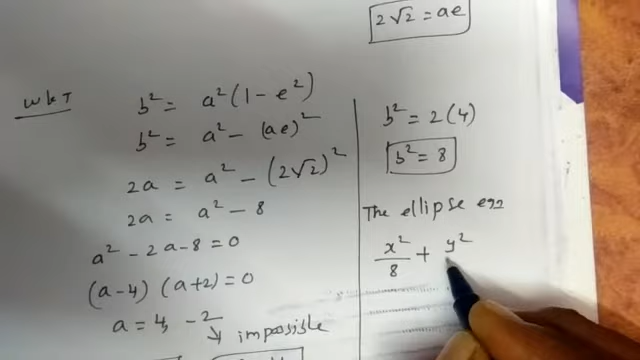 2√2 = ae
WKT b² = a²(1 - e²)
b² = a² - (ae)²
2a = a² - (2√2)²
2a = a² - 8
a² - 2a - 8 = 0
(a-4) (a+2) = 0
a = 4, -2
↘ impossible
b² = 2(4)
b² = 8
The ellipse eqn
x²/8 + y²